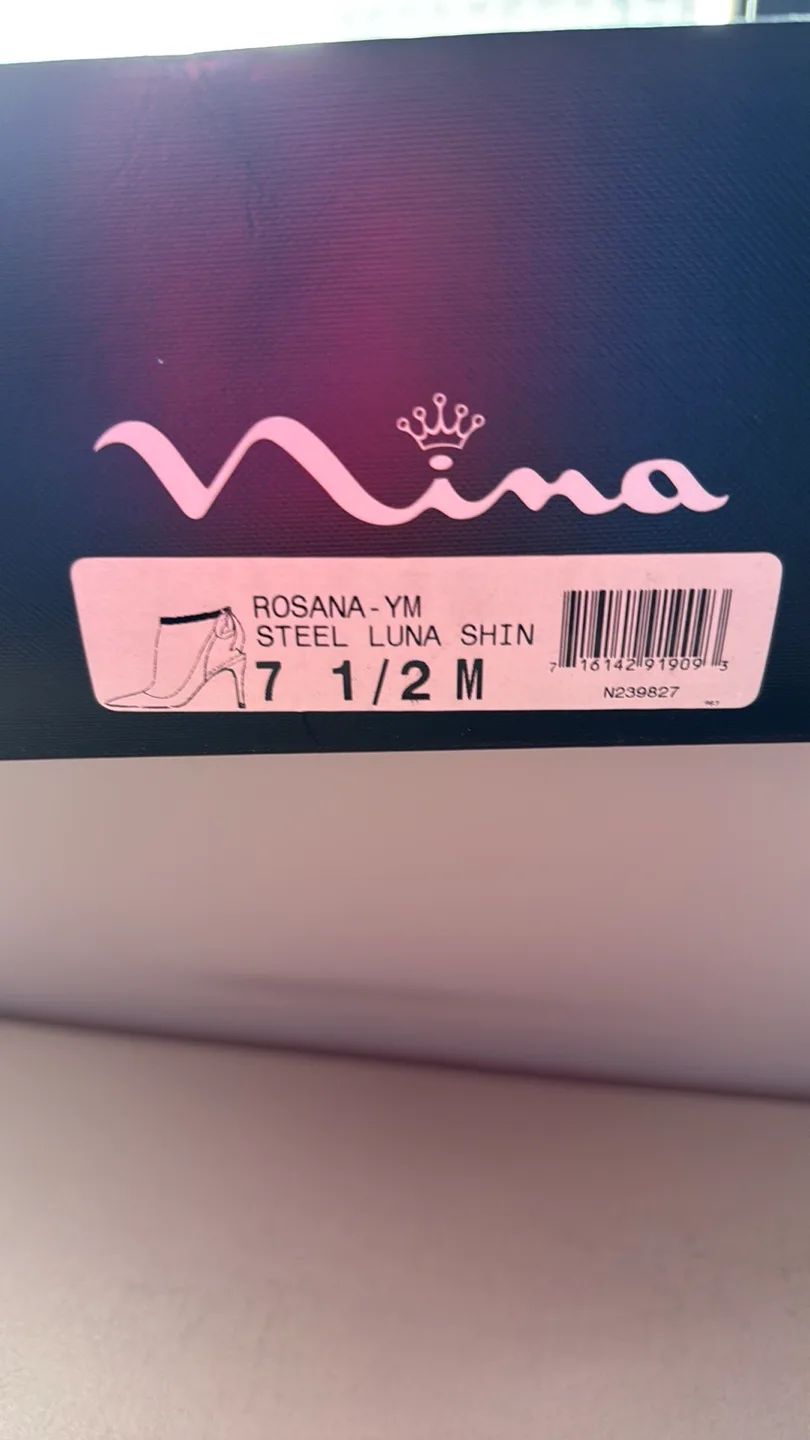 nina
ROSANA-YM
STEEL LUNA SHIN
7 1/2 M
7 16142 91909 3
N239827